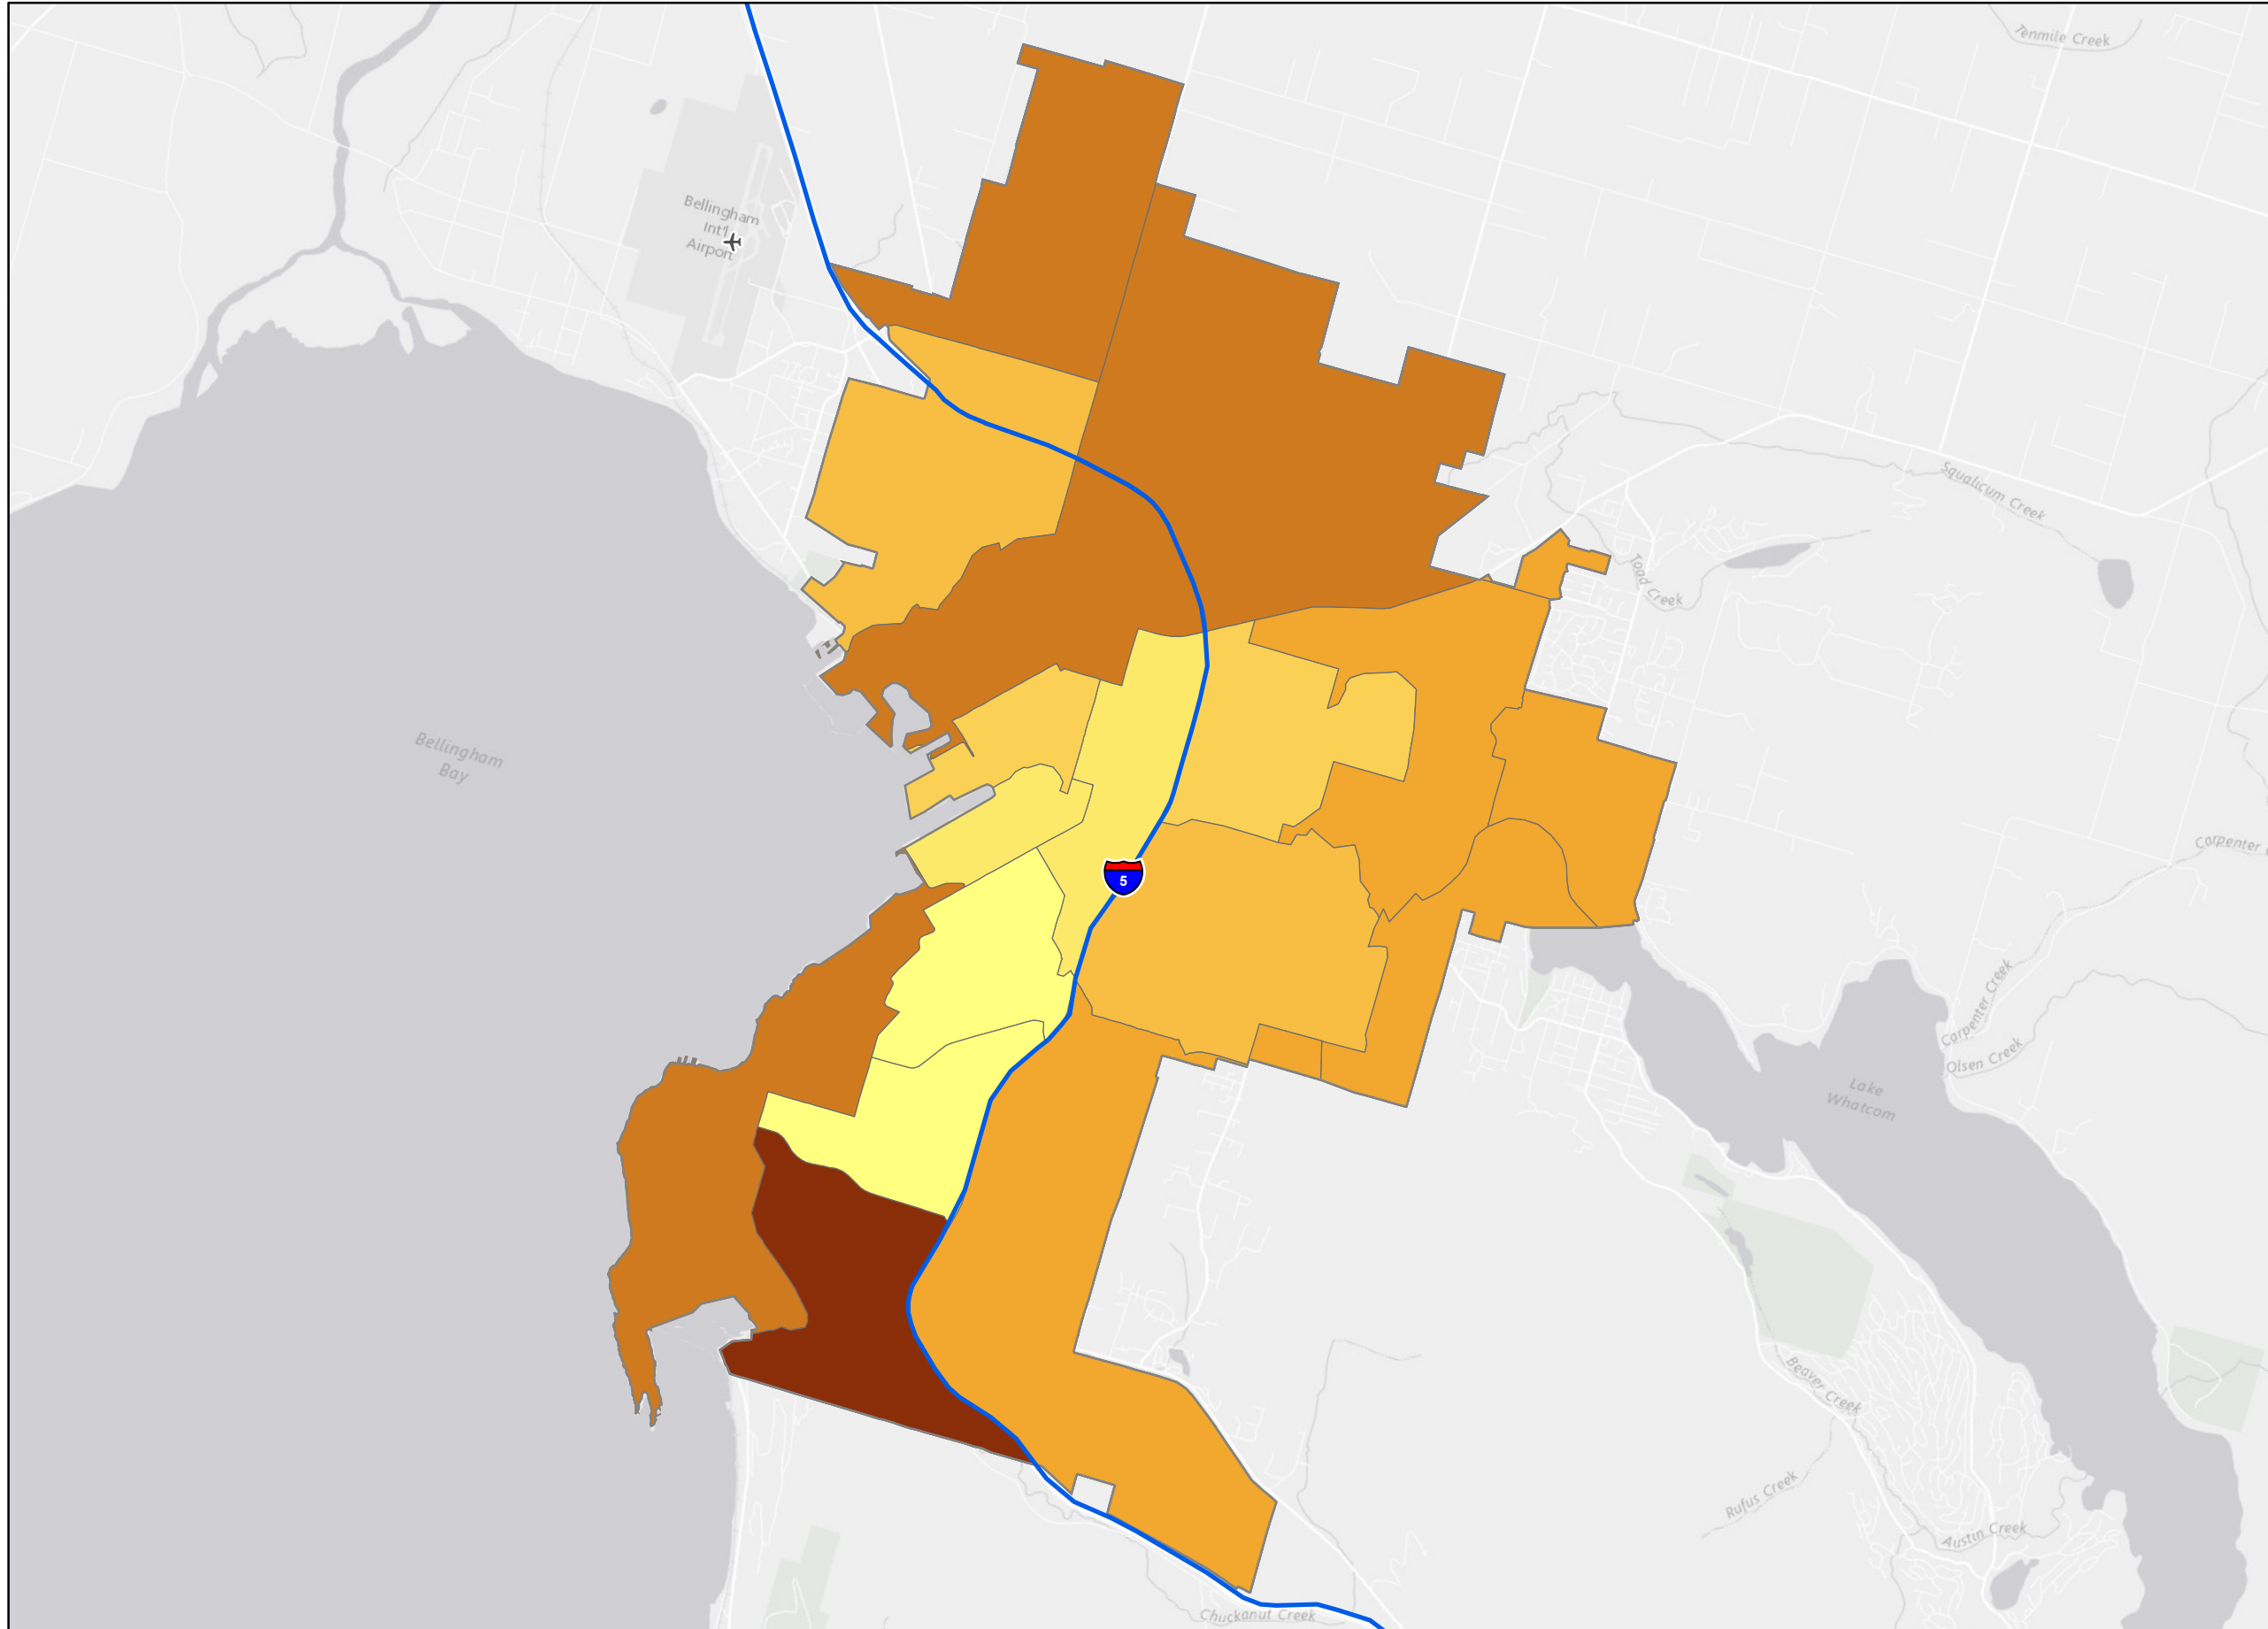 Tenmile Creek
Bellingham
Int'l
Airport
Squalicum Creek
Toad
Creek
Bellingham
Bay
Carpenter
5
Carpenter Creek
Olsen Creek
Lake
Whatcom
Beaver Creek
Rufus Creek
Austin Creek
Chuckanut Creek